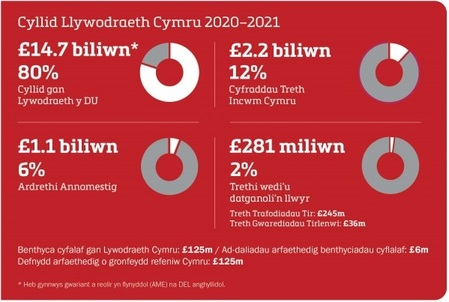 Cyllid Llywodraeth Cymru 2020–2021
£14.7 biliwn*
80%
Cyllid gan
Lywodraeth y DU
£2.2 biliwn
12%
Cyfraddau Treth
Incwm Cymru
£1.1 biliwn
6%
Ardrethi Annomestig
£281 miliwn
2%
Trethi wedi'u
datganoli'n llwyr
Treth Trafodiadau Tir: £245m
Treth Gwarediadau Tirlenwi: £36m
Benthyca cyfalaf gan Lywodraeth Cymru: £125m / Ad-daliadau arfaethedig benthyciadau cyflalaf: £6m
Defnydd arfaethedig o gronfeydd refeniw Cymru: £125m
* Heb gynnwys gwariant a reolir yn flynyddol (AME) na DEL anghyllidol.